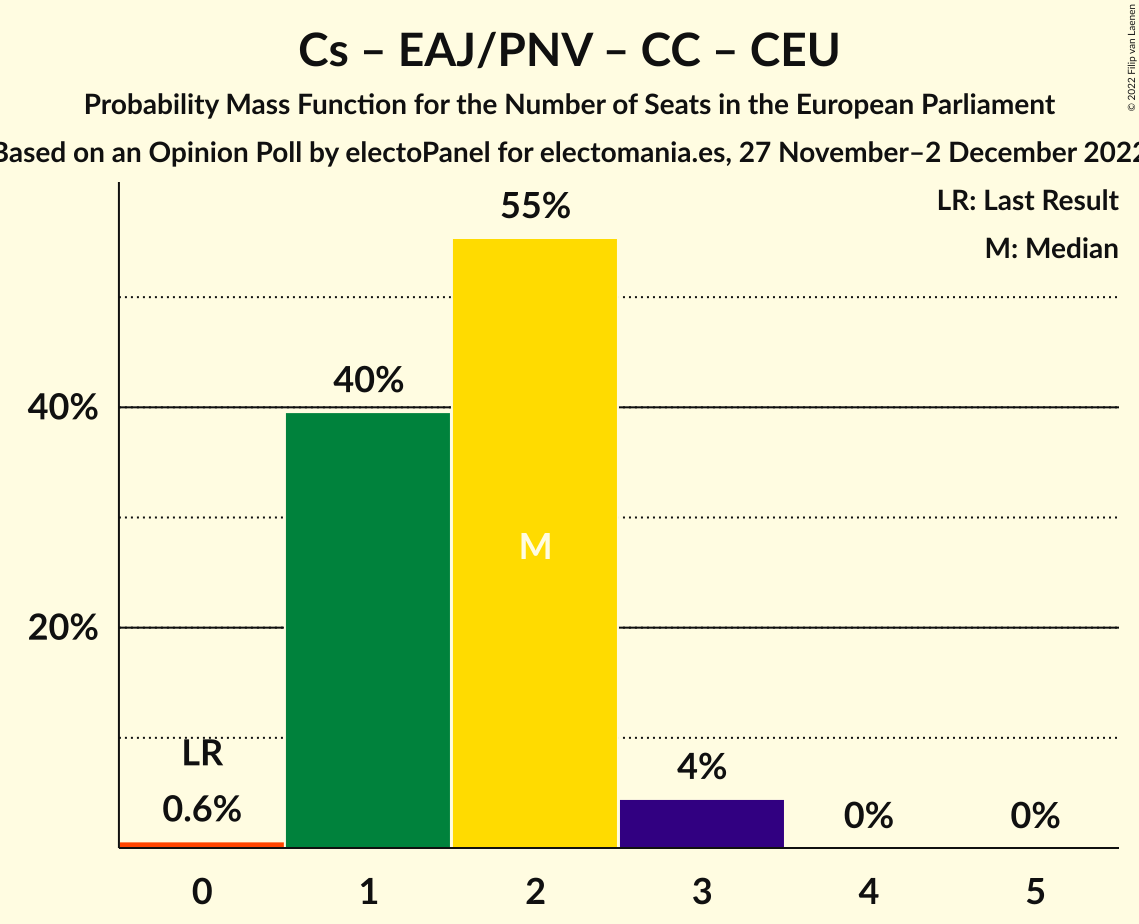 Cs – EAJ/PNV – CC – CEU
Probability Mass Function for the Number of Seats in the European Parliament
Based on an Opinion Poll by electoPanel for electomania.es, 27 November–2 December 2022
© 2022 Filip van Laenen
LR: Last Result
M: Median
55%
40%
40%
M
20%
LR
0.6%
4%
0%
0%
0
1
2
3
4
5